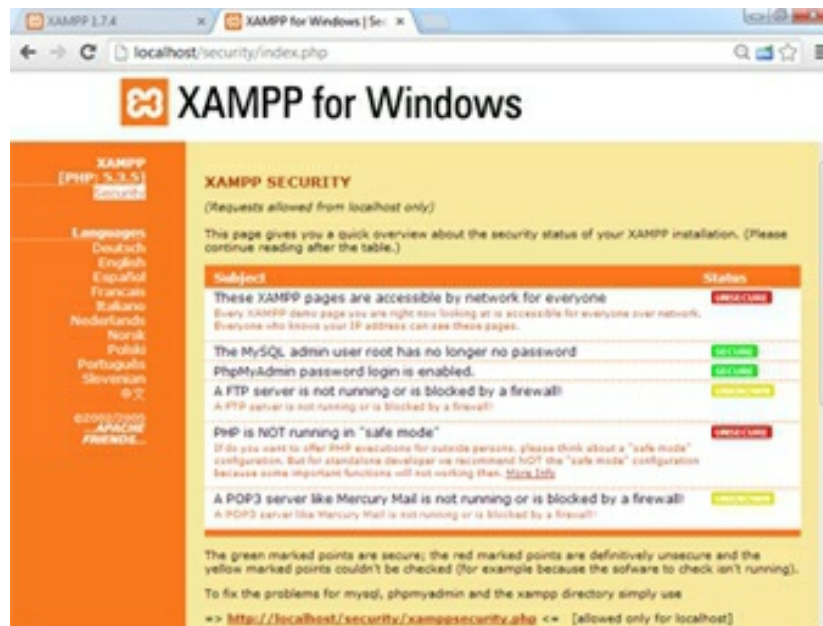 XAMPP 1.7.4
XAMPP for Windows | Sec
localhost/security/index.php
XAMPP for Windows
XAMPP
[PHP: 5.3.5]
Security
Languages
Deutsch
English
Español
Francais
Italiano
Nederlands
Norsk
Polski
Português
Slovenian
中文
©2002/2005
...APACHE
FRIENDS...
XAMPP SECURITY
(Requests allowed from localhost only)
This page gives you a quick overview about the security status of your XAMPP installation. (Please
continue reading after the table.)
Subject Status
These XAMPP pages are accessible by network for everyone UNSECURE
Every XAMPP demo page you are right now looking at is accessible for everyone over network.
Everyone who knows your IP address can see these pages.
The MySQL admin user root has no longer no password SECURE
PhpMyAdmin password login is enabled. SECURE
A FTP server is not running or is blocked by a firewall! UNKNOWN
A FTP server is not running or is blocked by a firewall!
PHP is NOT running in "safe mode" UNSECURE
If do you want to offer PHP executions for outside persons, please think about a "safe mode"
configuration. But for standalone developer we recommend NOT the "safe mode" configuration
because some important functions will not working then. More Info
A POP3 server like Mercury Mail is not running or is blocked by a firewall! UNKNOWN
A POP3 server like Mercury Mail is not running or is blocked by a firewall!
The green marked points are secure; the red marked points are definitively unsecure and the
yellow marked points couldn't be checked (for example because the sofware to check isn't running).
To fix the problems for mysql, phpmyadmin and the xampp directory simply use
=> http://localhost/security/xamppsecurity.php <= [allowed only for localhost]